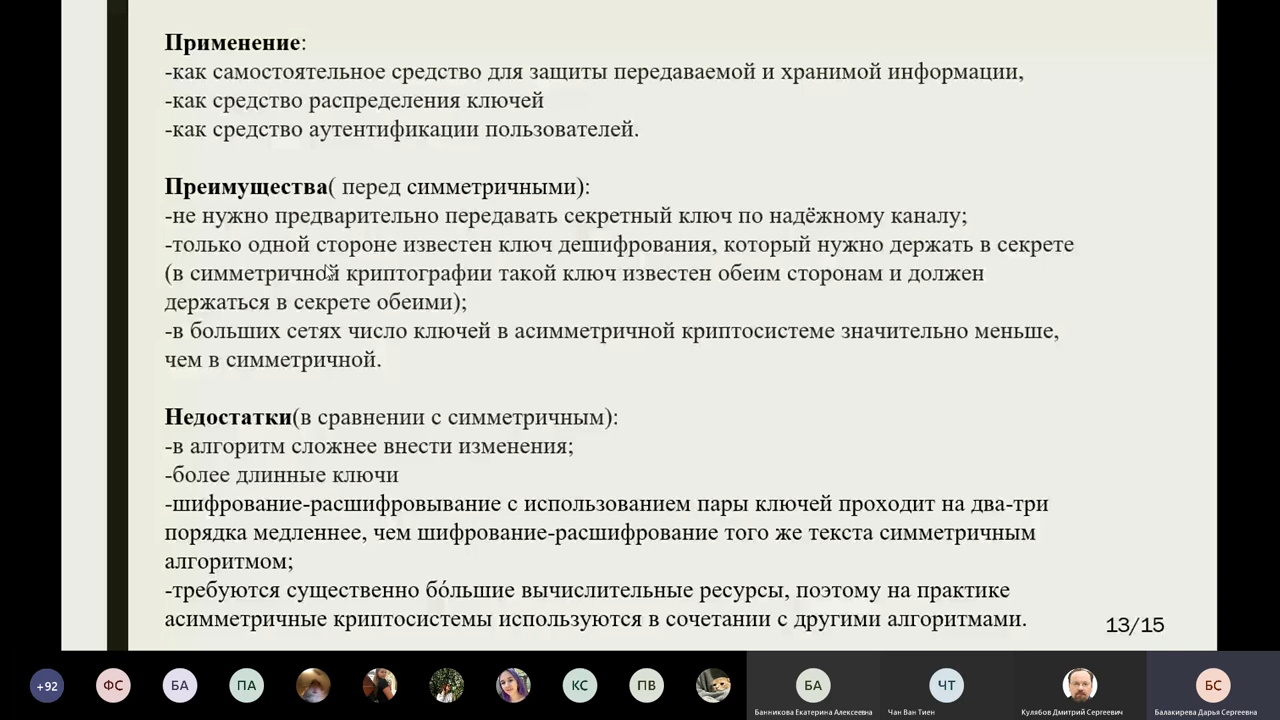 Применение:
-как самостоятельное средство для защиты передаваемой и хранимой информации,
-как средство распределения ключей
-как средство аутентификации пользователей.
Преимущества( перед симметричными):
-не нужно предварительно передавать секретный ключ по надёжному каналу;
-только одной стороне известен ключ дешифрования, который нужно держать в секрете
(в симметричной криптографии такой ключ известен обеим сторонам и должен
держаться в секрете обеими);
-в больших сетях число ключей в асимметричной криптосистеме значительно меньше,
чем в симметричной.
Недостатки(в сравнении с симметричным):
-в алгоритм сложнее внести изменения;
-более длинные ключи
-шифрование-расшифровывание с использованием пары ключей проходит на два-три
порядка медленнее, чем шифрование-расшифрование того же текста симметричным
алгоритмом;
-требуются существенно бо́льшие вычислительные ресурсы, поэтому на практике
асимметричные криптосистемы используются в сочетании с другими алгоритмами.
13/15
+92
ФС
БА
ПА
КС
ПВ
БА
ЧТ
БС
Банникова Екатерина Алексеевна
Чан Ван Тиен
Кулябов Дмитрий Сергеевич
Балакирева Дарья Сергеевна